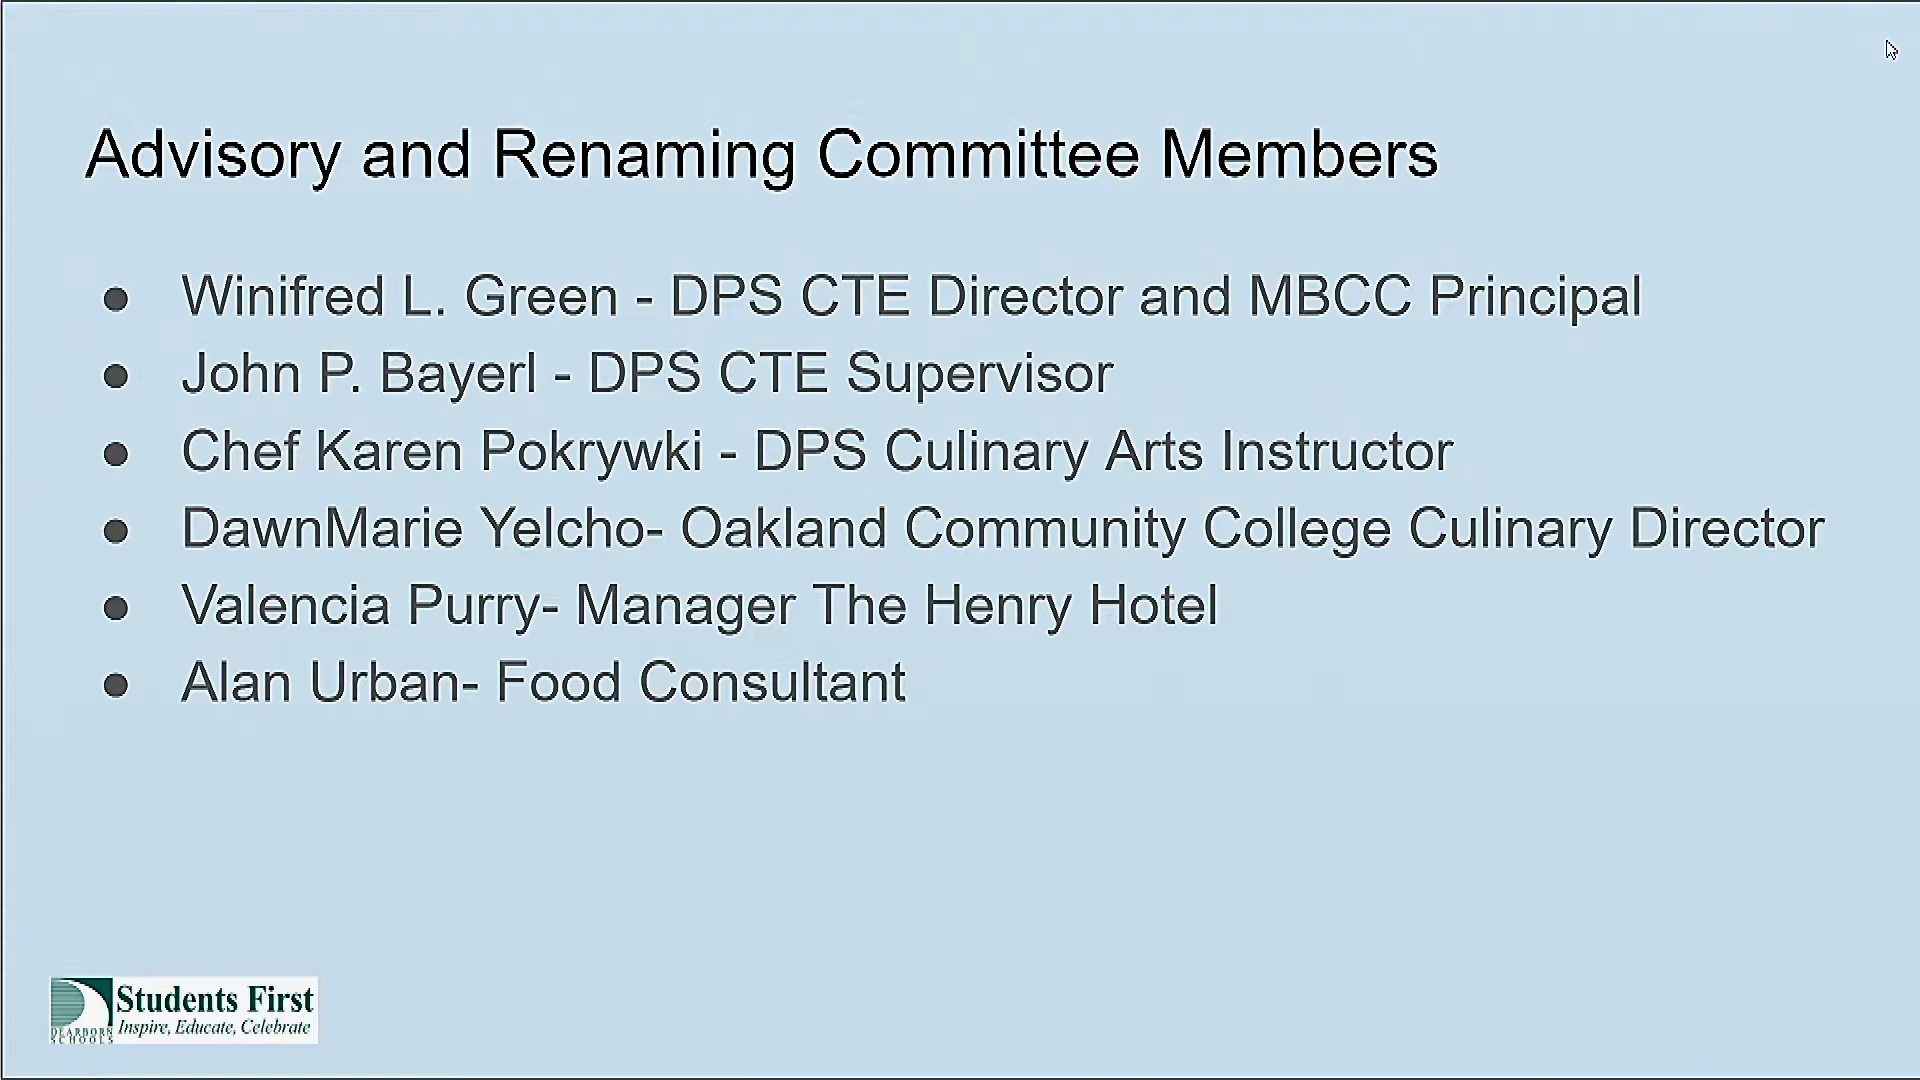 Advisory and Renaming Committee Members
● Winifred L. Green - DPS CTE Director and MBCC Principal
● John P. Bayerl - DPS CTE Supervisor
● Chef Karen Pokrywki - DPS Culinary Arts Instructor
● DawnMarie Yelcho- Oakland Community College Culinary Director
● Valencia Purry- Manager The Henry Hotel
● Alan Urban- Food Consultant
Students First
Inspire, Educate, Celebrate
DEARBORN
SCHOOLS